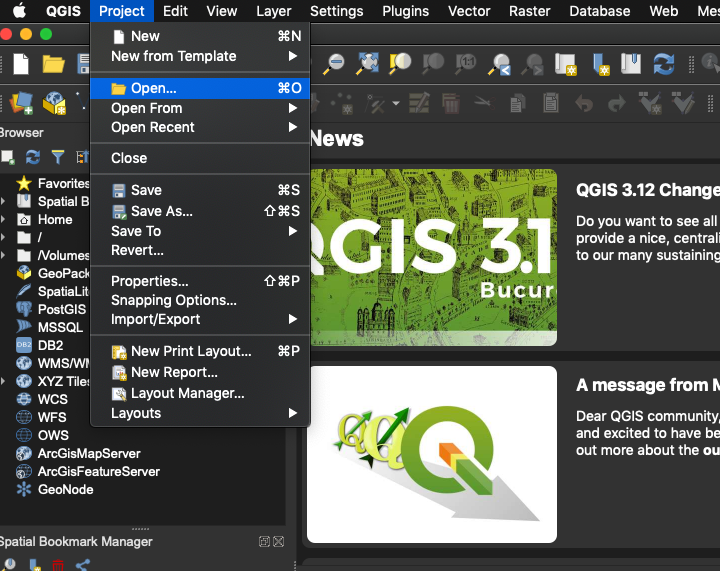 QGIS Project Edit View Layer Settings Plugins Vector Raster Database Web Mes
New ⌘N
New from Template
Open... ⌘O
Open From
Open Recent
Close
Save ⌘S
Save As... ⇧⌘S
Save To
Revert...
Properties... ⇧⌘P
Snapping Options...
Import/Export
New Print Layout... ⌘P
New Report...
Layout Manager...
Layouts
Browser
Favorites
Spatial B
Home
/
/Volumes
GeoPack
SpatiaLit
PostGIS
MSSQL
DB2
WMS/WM
XYZ Tiles
WCS
WFS
OWS
ArcGisMapServer
ArcGisFeatureServer
GeoNode
Spatial Bookmark Manager
News
QGIS 3.1
Bucur
QGIS 3.12 Change
Do you want to see all
provide a nice, centrali
to our many sustaining
A message from N
Dear QGIS community,
and excited to have be
out more about the ou